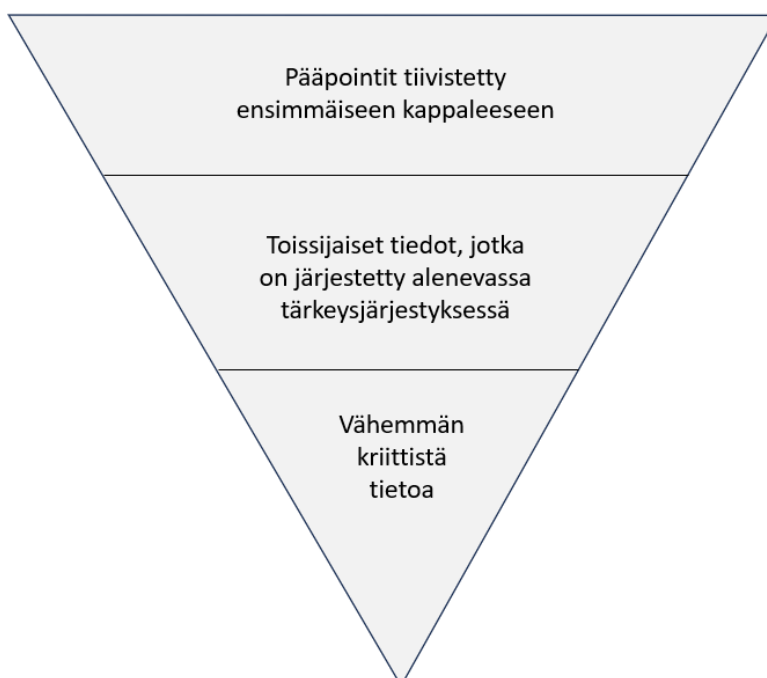 Pääpointit tiivistetty
ensimmäiseen kappaleeseen
Toissijaiset tiedot, jotka
on järjestetty alenevassa
tärkeysjärjestyksessä
Vähemmän
kriittistä
tietoa